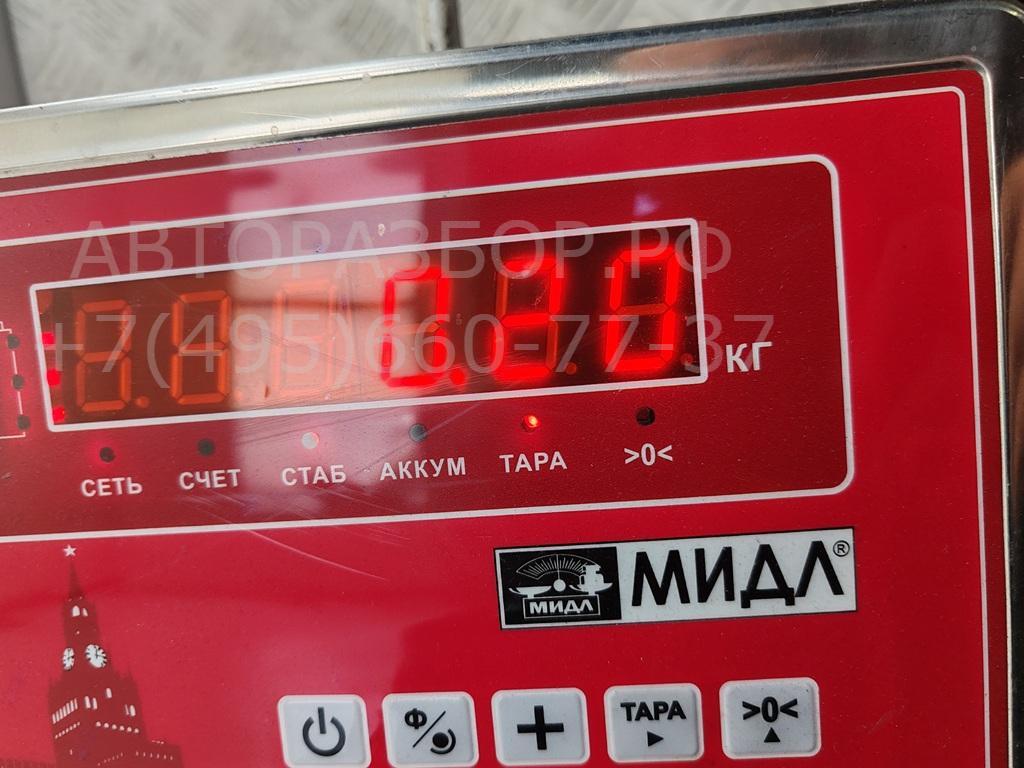 АВТОРАЗБОР.РФ
+7(495)660-77-37
0.20
КГ
СЕТЬ СЧЕТ СТАБ АККУМ ТАРА >0<
МИДЛ МИДЛ®
Ф/ + ТАРА >0<